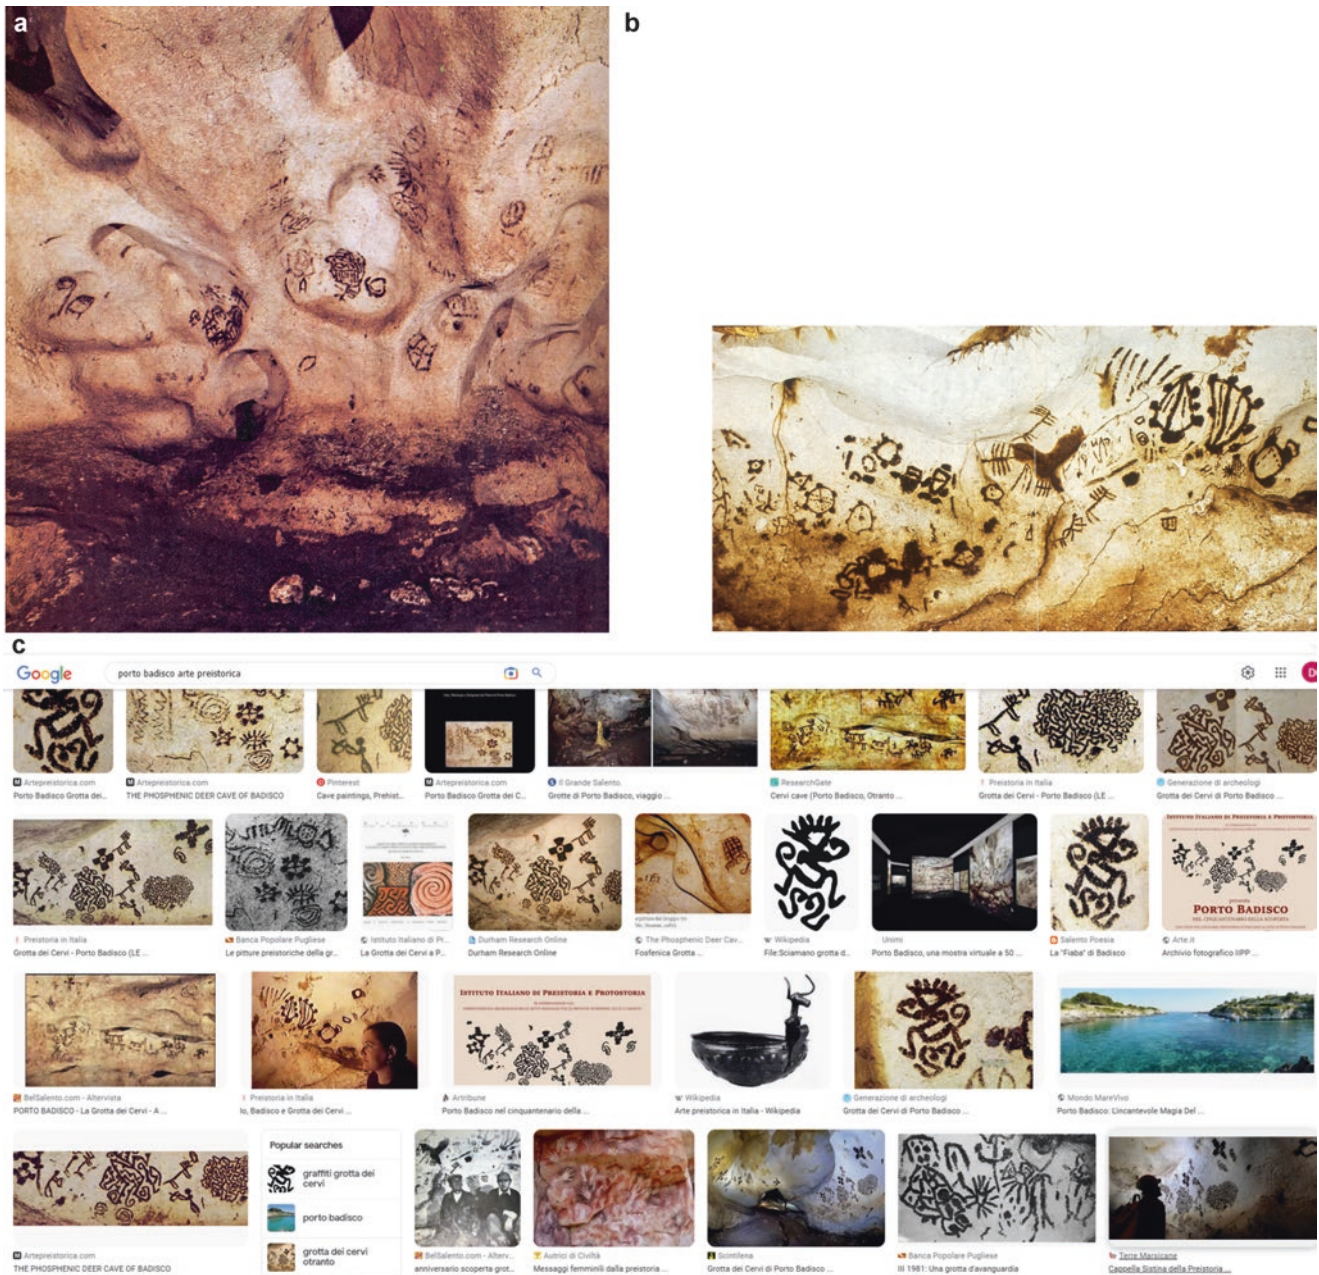 a
b
c
Google
porto badisco arte preistorica
Artepreistorica.com
Porto Badisco Grotta dei...
Artepreistorica.com
THE PHOSPHENIC DEER CAVE OF BADISCO
Pinterest
Cave paintings, Prehist...
Artepreistorica.com
Porto Badisco Grotta dei C...
Il Grande Salento.
Grotte di Porto Badisco, viaggio ...
ResearchGate
Cervi cave (Porto Badisco, Otranto ...
Preistoria in Italia
Grotta dei Cervi - Porto Badisco (LE ...
Generazione di archeologi
Grotta dei Cervi di Porto Badisco ...
Preistoria in Italia
Grotta dei Cervi - Porto Badisco (LE ...
Banca Popolare Pugliese
Le pitture preistoriche della gr...
Istituto Italiano di Pr...
La Grotta dei Cervi a P...
Durham Research Online
Durham Research Online
The Phosphenic Deer Cav...
Fosfenica Grotta ...
Wikipedia
File:Sciamano grotta d...
Unimi
Porto Badisco, una mostra virtuale a 50 ...
Salento Poesia
La "Fiaba" di Badisco
ISTITUTO ITALIANO DI PREISTORIA E PROTOSTORIA
presenta
PORTO BADISCO
NEL CINQUANTENARIO DELLA SCOPERTA
Arte.it
Archivio fotografico IIPP ...
BelSalento.com - Altervista
PORTO BADISCO - La Grotta dei Cervi - A ...
Preistoria in Italia
Io, Badisco e Grotta dei Cervi ...
ISTITUTO ITALIANO DI PREISTORIA E PROTOSTORIA
Artribune
Porto Badisco nel cinquantenario della ...
Wikipedia
Arte preistorica in Italia - Wikipedia
Generazione di archeologi
Grotta dei Cervi di Porto Badisco ...
Mondo MareVivo
Porto Badisco: L'incantevole Magia Del ...
Artepreistorica.com
THE PHOSPHENIC DEER CAVE OF BADISCO
Popular searches
graffiti grotta dei
cervi
porto badisco
grotta dei cervi
otranto
BelSalento.com - Alterv...
anniversario scoperta grot...
Autrici di Civiltà
Messaggi femminili dalla preistoria ...
Scintilena
Grotta dei Cervi di Porto Badisco ...
Banca Popolare Pugliese
III 1981: Una grotta d'avanguardia
Terre Marsicane
Cappella Sistina della Preistoria ...